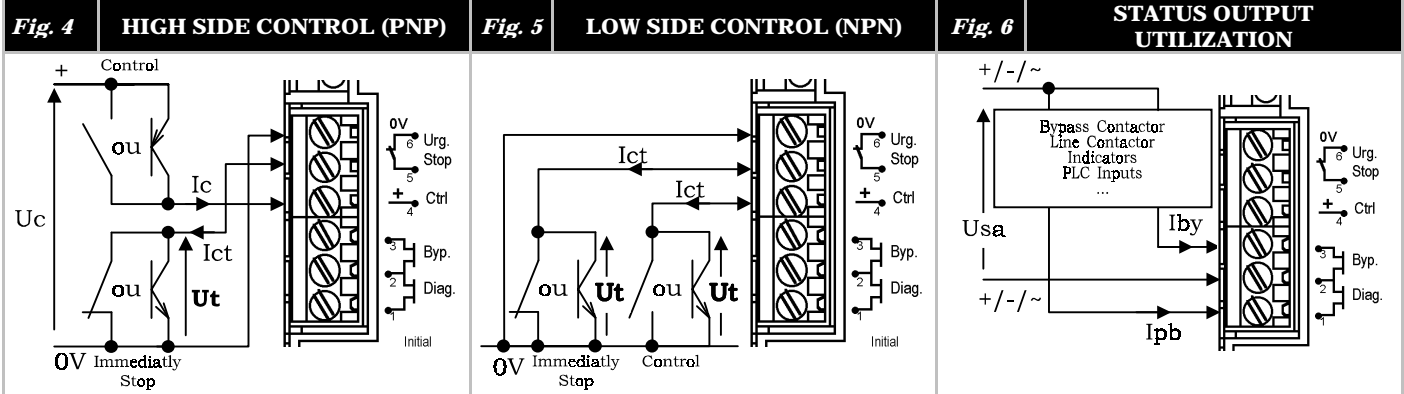 Fig. 4
HIGH SIDE CONTROL (PNP)
+
Control
ou
Ic
Uc
Ict
ou
Ut
0V
Immediatly
Stop
0V
6
Urg.
Stop
5
+
4
Ctrl
3
Byp.
2
Diag.
1
Initial
Fig. 5
LOW SIDE CONTROL (NPN)
Ict
Ict
ou
Ut
ou
Ut
0V
Immediatly
Stop
Control
0V
6
Urg.
Stop
5
+
4
Ctrl
3
Byp.
2
Diag.
1
Initial
Fig. 6
STATUS OUTPUT
UTILIZATION
+/-/~
Bypass Contactor
Line Contactor
Indicators
PLC Inputs
...
Usa
Iby
+/-/~
Ipb
0V
6
Urg.
Stop
5
+
4
Ctrl
3
Byp.
2
Diag.
1